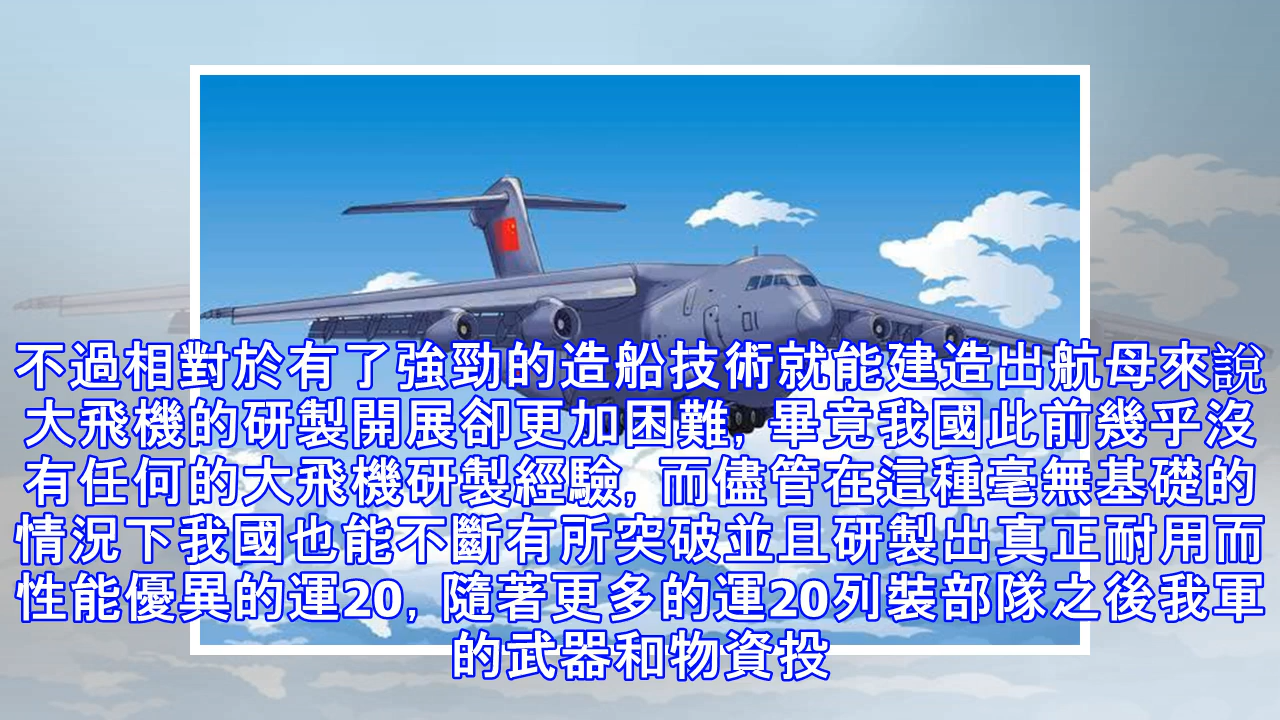 01
不過相對於有了強勁的造船技術就能建造出航母來說
大飛機的研製開展卻更加困難, 畢竟我國此前幾乎沒
有任何的大飛機研製經驗, 而儘管在這種毫無基礎的
情況下我國也能不斷有所突破並且研製出真正耐用而
性能優異的運20, 隨著更多的運20列裝部隊之後我軍
的武器和物資投